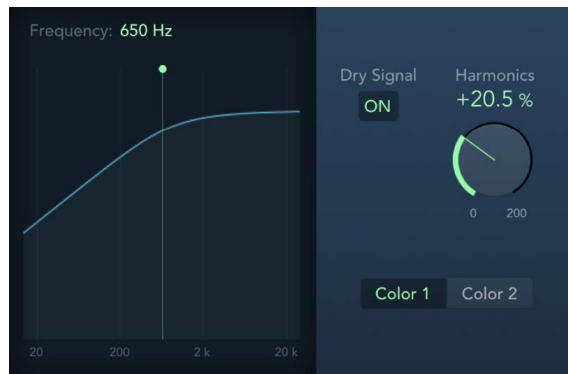 Frequency: 650 Hz
Dry Signal
ON
Harmonics
+20.5 %
0 200
Color 1 Color 2
20 200 2 k 20 k